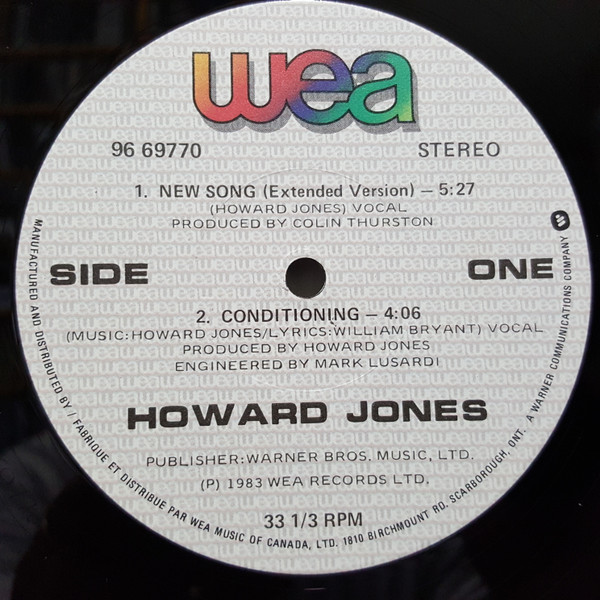 wea
96 69770
STEREO
1. NEW SONG (Extended Version) – 5:27
(HOWARD JONES) VOCAL
PRODUCED BY COLIN THURSTON
SIDE
ONE
2. CONDITIONING – 4:06
(MUSIC:HOWARD JONES/LYRICS:WILLIAM BRYANT) VOCAL
PRODUCED BY HOWARD JONES
ENGINEERED BY MARK LUSARDI
HOWARD JONES
PUBLISHER:WARNER BROS. MUSIC, LTD.
(P) 1983 WEA RECORDS LTD.
33 1/3 RPM
MANUFACTURED AND DISTRIBUTED BY / FABRIQUE ET DISTRIBUE PAR WEA MUSIC OF CANADA, LTD. 1810 BIRCHMOUNT RD. SCARBOROUGH, ONT. A WARNER COMMUNICATIONS COMPANY